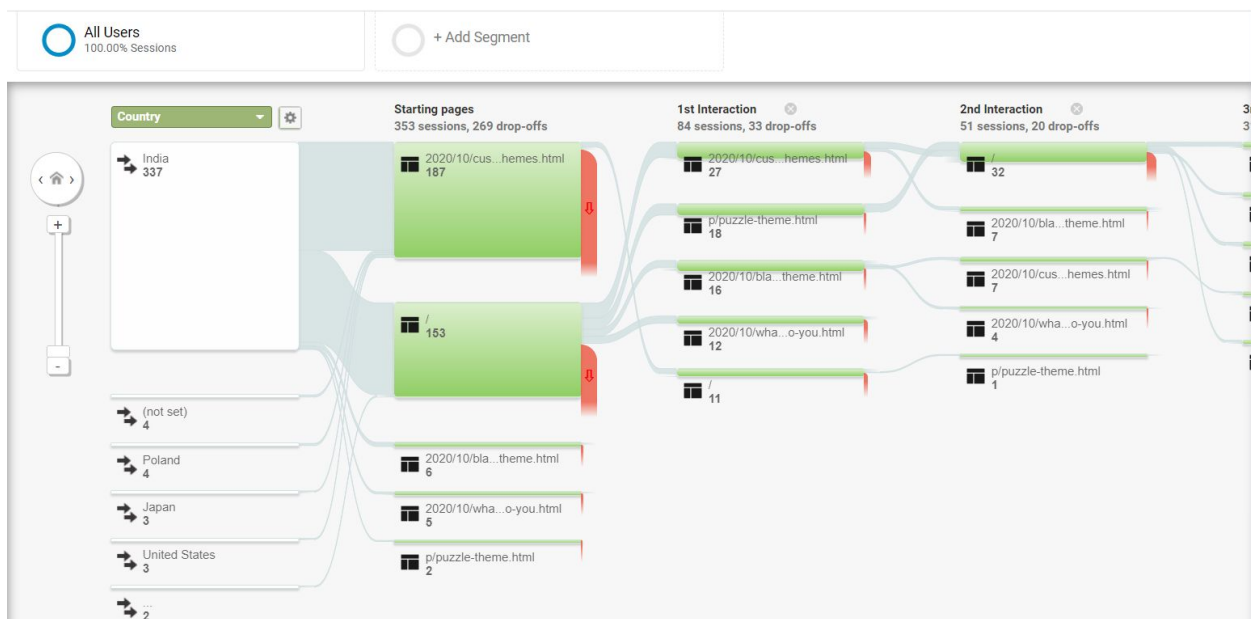 All Users
100.00% Sessions
+ Add Segment
Country
Starting pages
353 sessions, 269 drop-offs
1st Interaction
84 sessions, 33 drop-offs
2nd Interaction
51 sessions, 20 drop-offs
India
337
(not set)
4
Poland
4
Japan
3
United States
3
...
2
2020/10/cus...hemes.html
187
/
153
2020/10/bla...theme.html
6
2020/10/wha...o-you.html
5
p/puzzle-theme.html
2
2020/10/cus...hemes.html
27
p/puzzle-theme.html
18
2020/10/bla...theme.html
16
2020/10/wha...o-you.html
12
/
11
/
32
2020/10/bla...theme.html
7
2020/10/cus...hemes.html
7
2020/10/wha...o-you.html
4
p/puzzle-theme.html
1